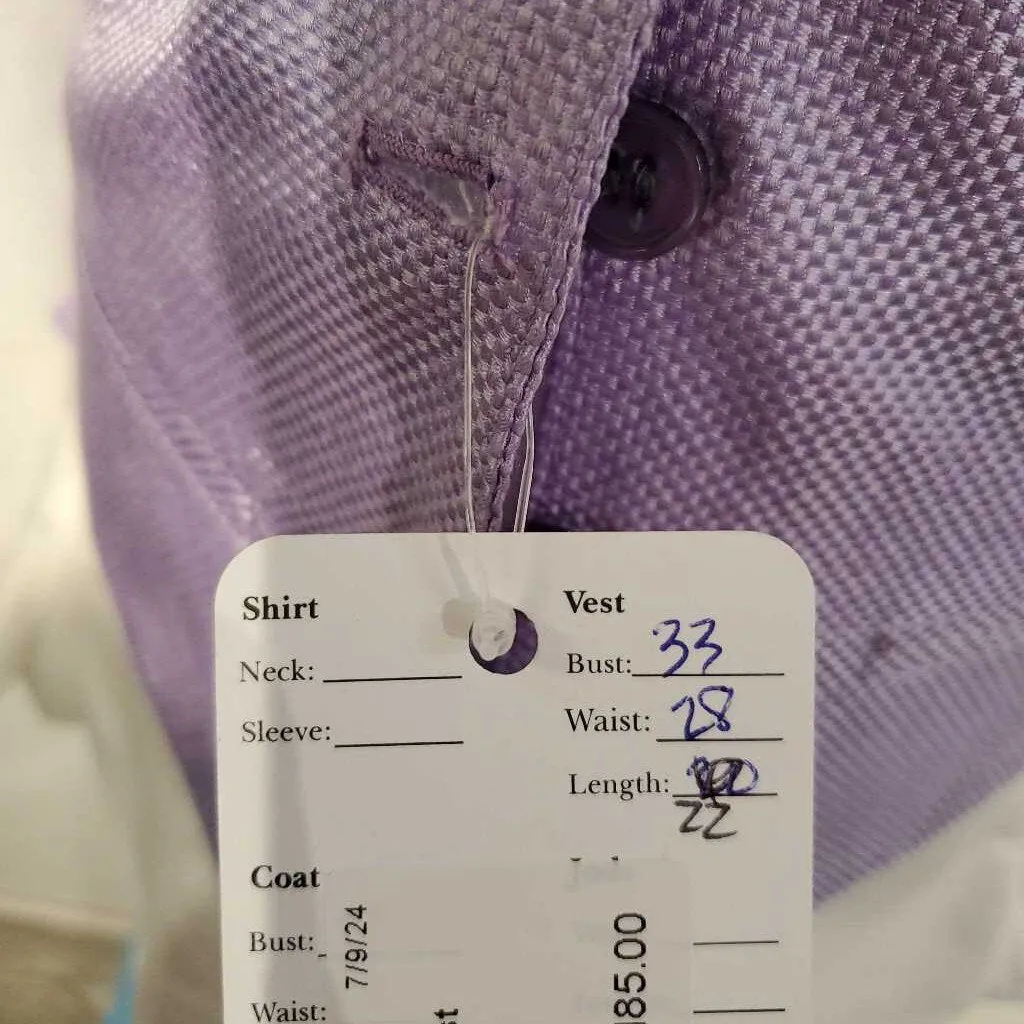 Shirt
Neck:
Sleeve:
Vest
Bust: 33
Waist: 28
Length:
22
Coat
Bust:
Waist:
7/9/24
85.00